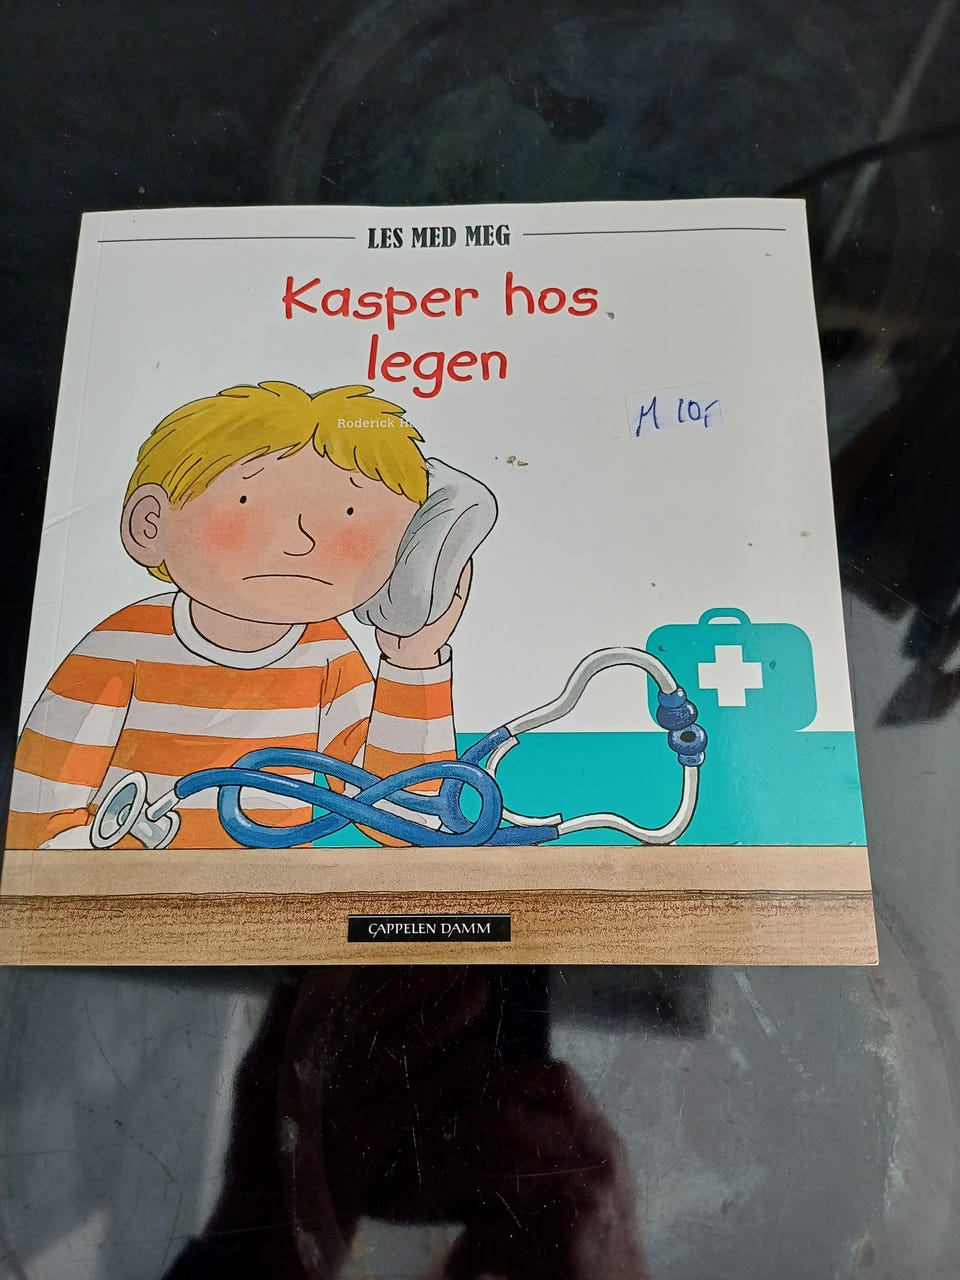 LES MED MEG
Kasper hos
legen
Roderick
M 10,-
CAPPELEN DAMM